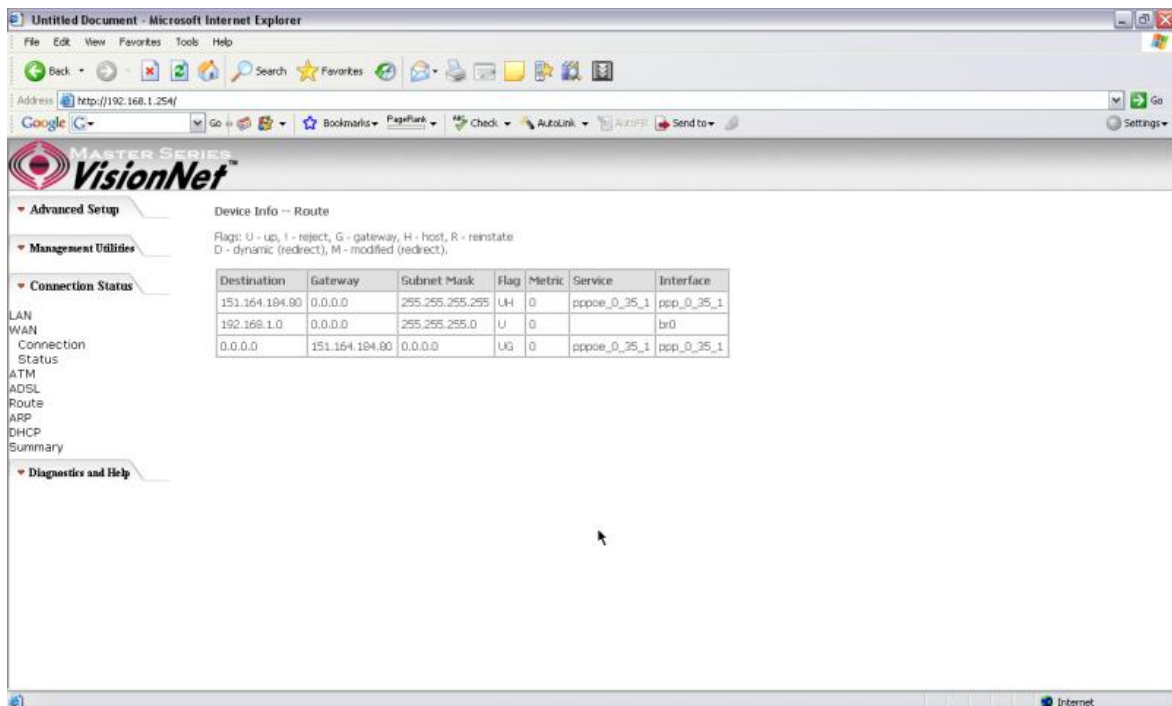 Untitled Document - Microsoft Internet Explorer
File Edit View Favorites Tools Help
Back Search Favorites
Address http://192.168.1.254/ Go
Google G Go Bookmarks PageRank Check AutoLink AutoFill Send to Settings
MASTER SERIES
VisionNet™
Advanced Setup
Management Utilities
Connection Status
LAN
WAN
Connection
Status
ATM
ADSL
Route
ARP
DHCP
Summary
Diagnostics and Help
Device Info -- Route
Flags: U - up, ! - reject, G - gateway, H - host, R - reinstate
D - dynamic (redirect), M - modified (redirect).
Destination Gateway Subnet Mask Flag Metric Service Interface
151.164.184.80 0.0.0.0 255.255.255.255 UH 0 pppoe_0_35_1 ppp_0_35_1
192.168.1.0 0.0.0.0 255.255.255.0 U 0 br0
0.0.0.0 151.164.184.80 0.0.0.0 UG 0 pppoe_0_35_1 ppp_0_35_1
Internet